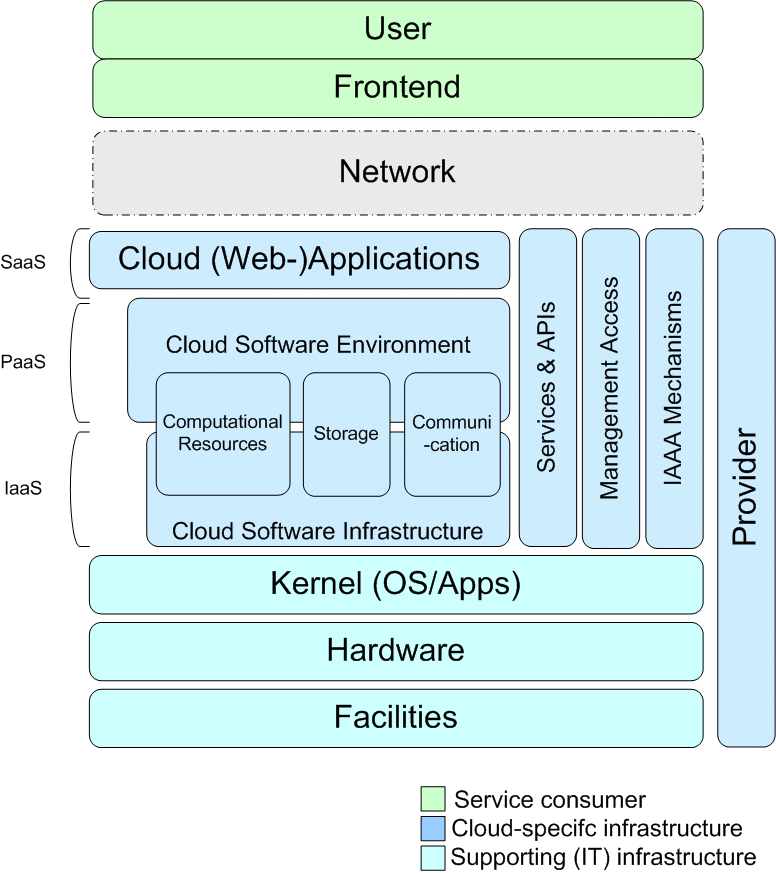 User
Frontend
Network
SaaS
Cloud (Web-)Applications
PaaS
Cloud Software Environment
Computational
Resources
Storage
Communi
-cation
IaaS
Cloud Software Infrastructure
Services & APIs
Management Access
IAAA Mechanisms
Provider
Kernel (OS/Apps)
Hardware
Facilities
Service consumer
Cloud-specifc infrastructure
Supporting (IT) infrastructure